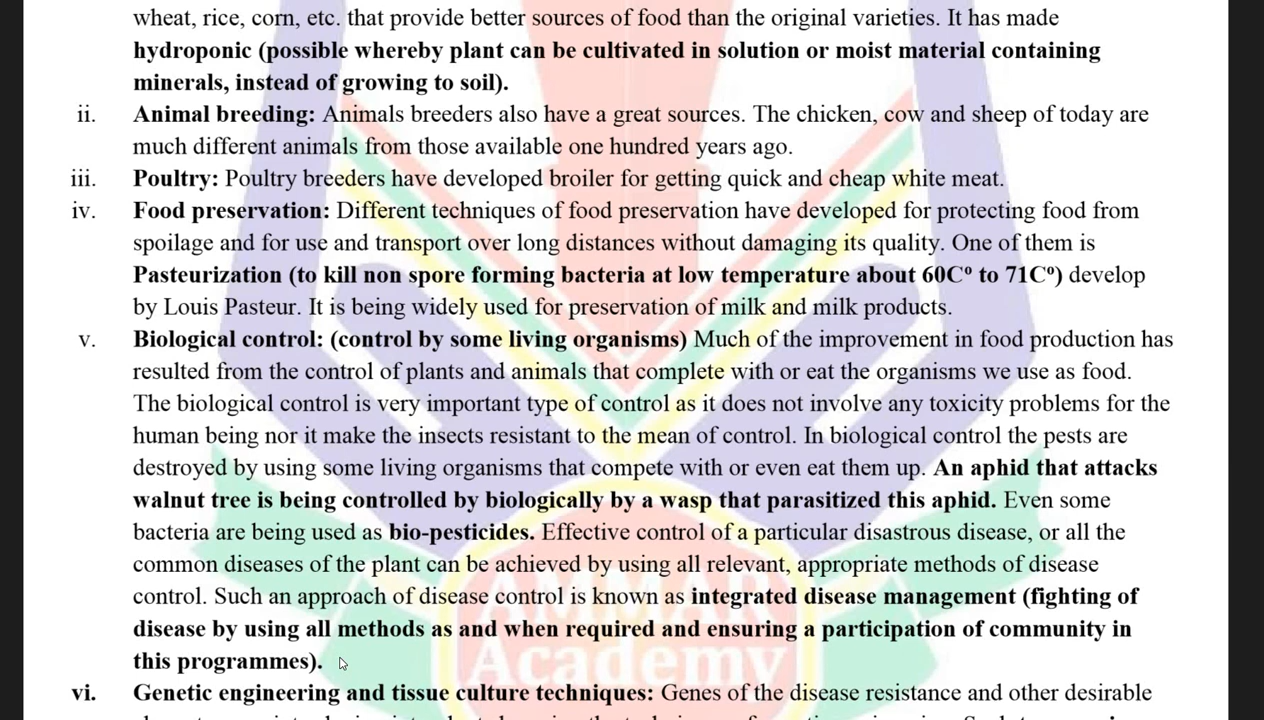 wheat, rice, corn, etc. that provide better sources of food than the original varieties. It has made
hydroponic (possible whereby plant can be cultivated in solution or moist material containing
minerals, instead of growing to soil).
ii. Animal breeding: Animals breeders also have a great sources. The chicken, cow and sheep of today are
much different animals from those available one hundred years ago.
iii. Poultry: Poultry breeders have developed broiler for getting quick and cheap white meat.
iv. Food preservation: Different techniques of food preservation have developed for protecting food from
spoilage and for use and transport over long distances without damaging its quality. One of them is
Pasteurization (to kill non spore forming bacteria at low temperature about 60Cº to 71Cº) develop
by Louis Pasteur. It is being widely used for preservation of milk and milk products.
v. Biological control: (control by some living organisms) Much of the improvement in food production has
resulted from the control of plants and animals that complete with or eat the organisms we use as food.
The biological control is very important type of control as it does not involve any toxicity problems for the
human being nor it make the insects resistant to the mean of control. In biological control the pests are
destroyed by using some living organisms that compete with or even eat them up. An aphid that attacks
walnut tree is being controlled by biologically by a wasp that parasitized this aphid. Even some
bacteria are being used as bio-pesticides. Effective control of a particular disastrous disease, or all the
common diseases of the plant can be achieved by using all relevant, appropriate methods of disease
control. Such an approach of disease control is known as integrated disease management (fighting of
disease by using all methods as and when required and ensuring a participation of community in
this programmes).
vi. Genetic engineering and tissue culture techniques: Genes of the disease resistance and other desirable
AMMAR
Academy